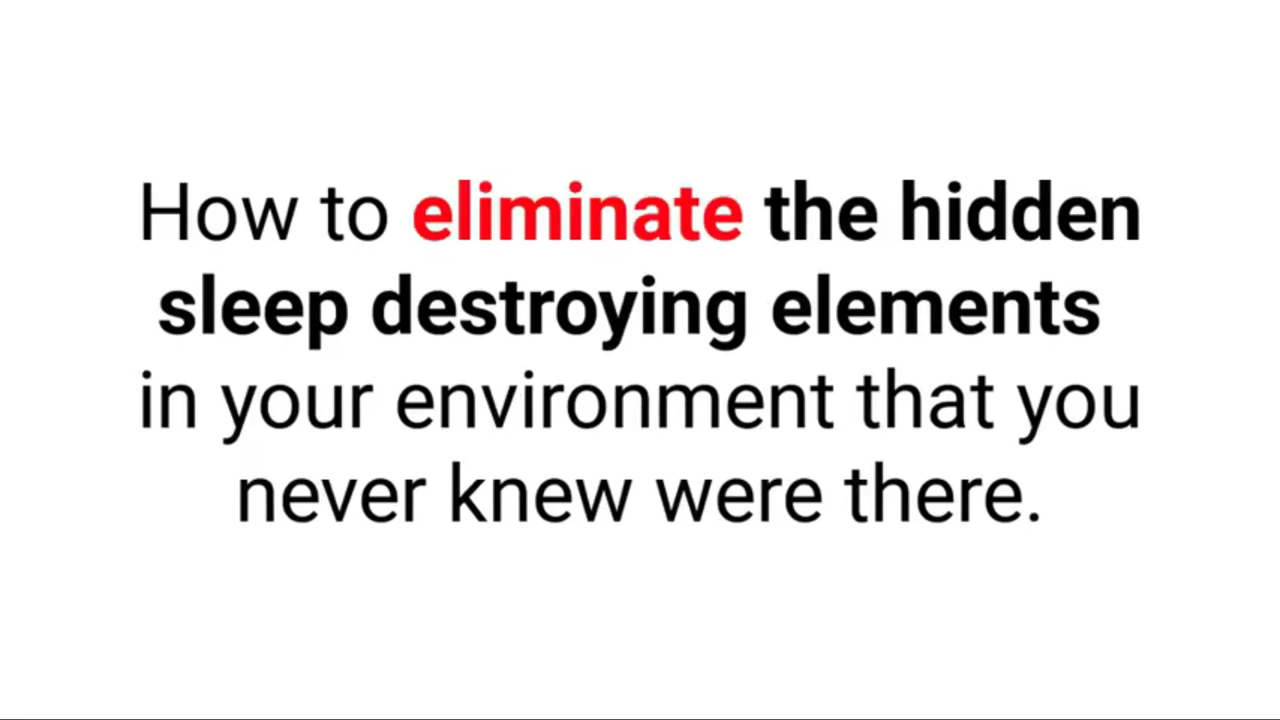 How to eliminate the hidden
sleep destroying elements
in your environment that you
never knew were there.